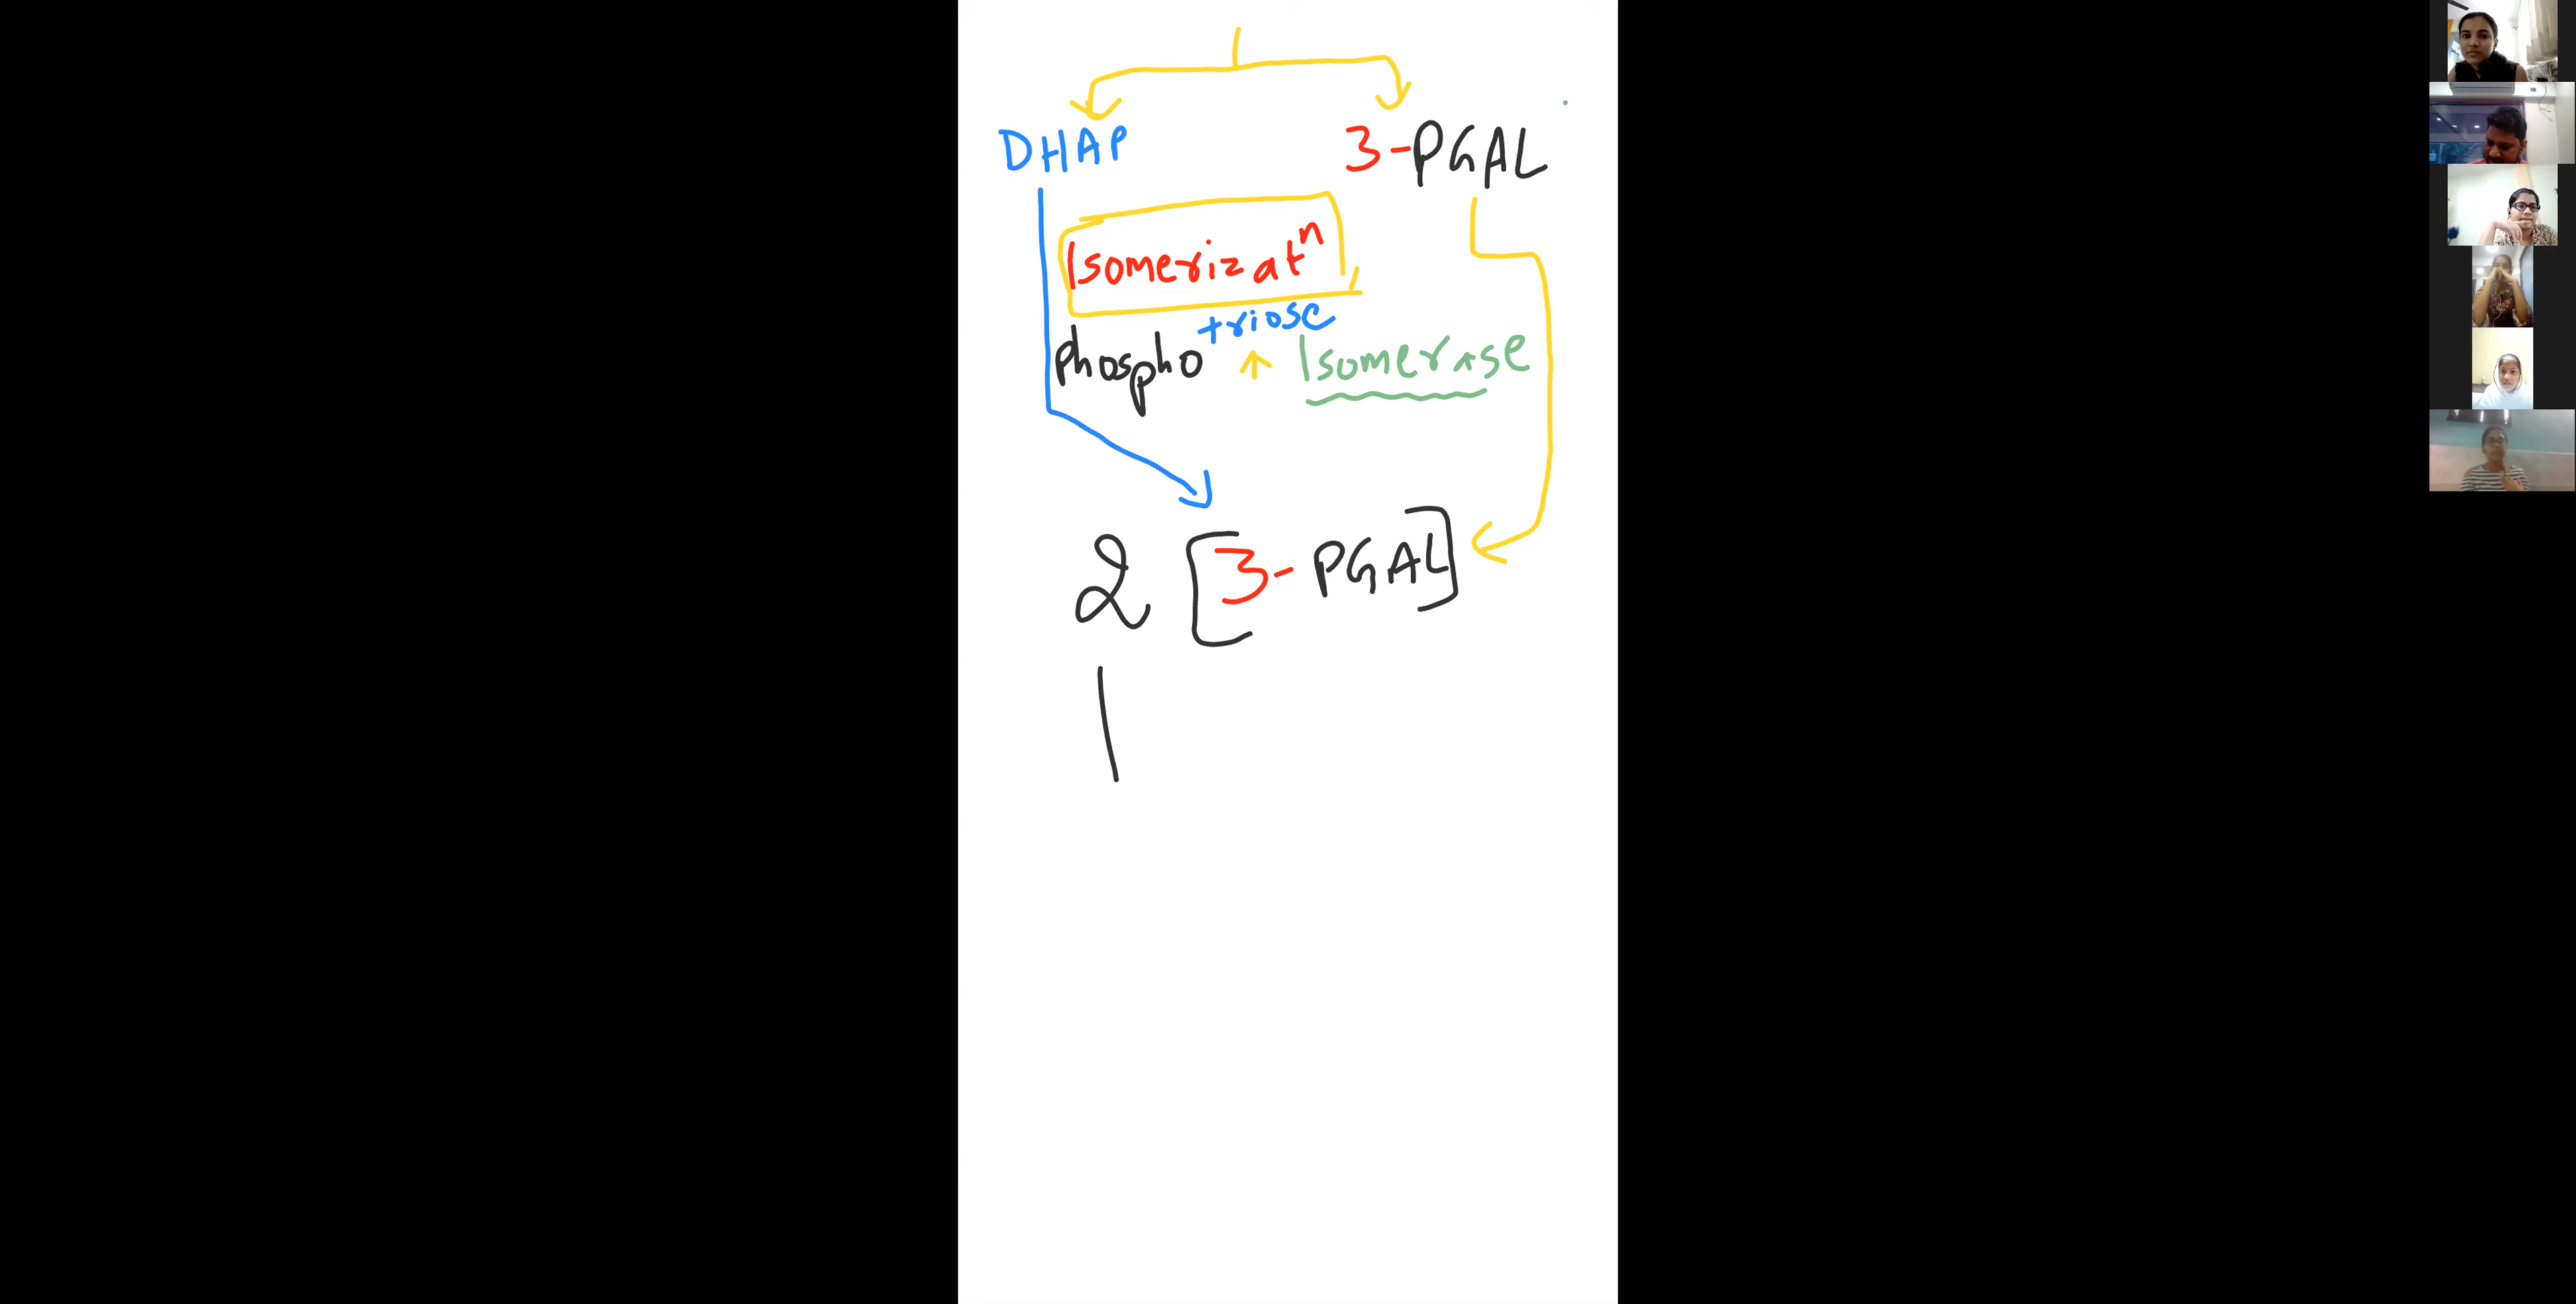 DHAP 3-PGAL
Isomerizatⁿ
triose
phospho Isomerase
2 [3-PGAL]